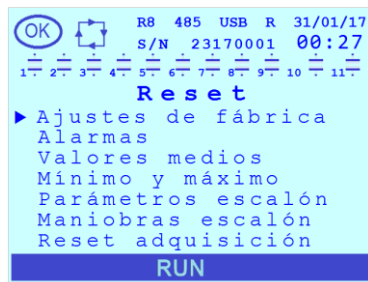 OK R8 485 USB R 31/01/17
S/N 23170001 00:27
1 2 3 4 5 6 7 8 9 10 11
Reset
▶ Ajustes de fábrica
Alarmas
Valores medios
Mínimo y máximo
Parámetros escalón
Maniobras escalón
Reset adquisición
RUN